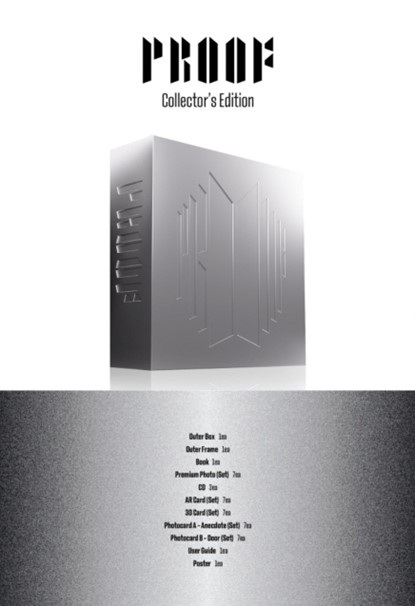 PROOF
Collector's Edition
PROOF
PROOF
Outer Box 1ea
Outer Frame 1ea
Book 1ea
Premium Photo (Set) 7ea
CD 3ea
AR Card (Set) 7ea
3D Card (Set) 7ea
Photocard A - Anecdote (Set) 7ea
Photocard B - Door (Set) 7ea
User Guide 1ea
Poster 1ea